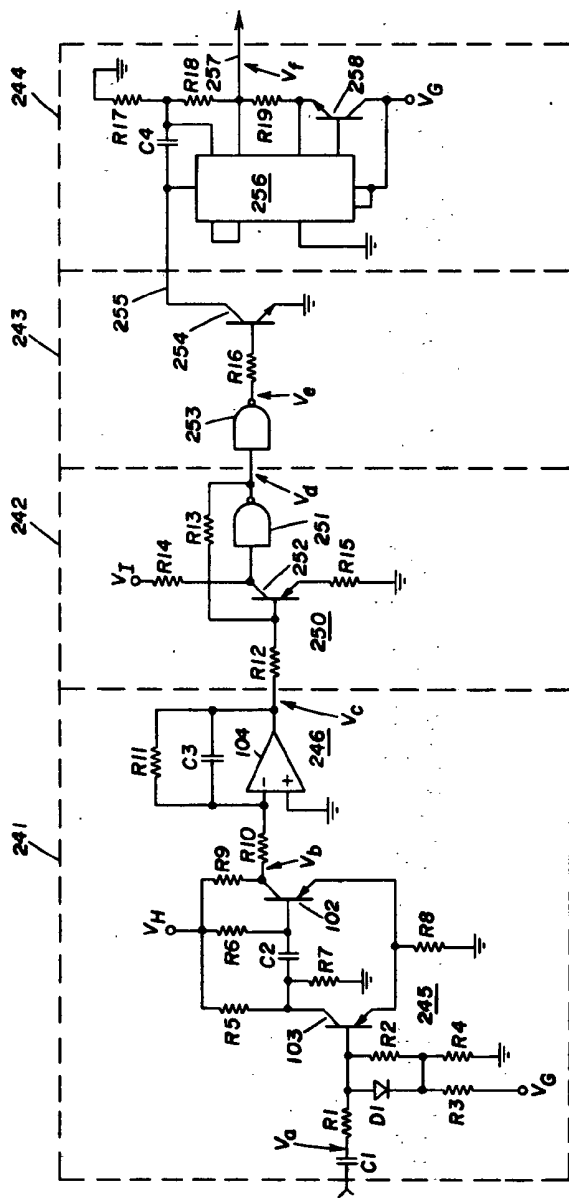 241
242
243
244
245
246
250
Va
C1
R1
D1
R2
R3
R4
VG
103
R5
R6
R7
C2
VH
R9
102
R8
Vb
R10
R11
C3
104
−
+
Vc
R12
VI
R14
R13
252
R15
251
Vd
253
Ve
R16
254
255
C4
R17
R18
R19
256
257
Vf
258
VG